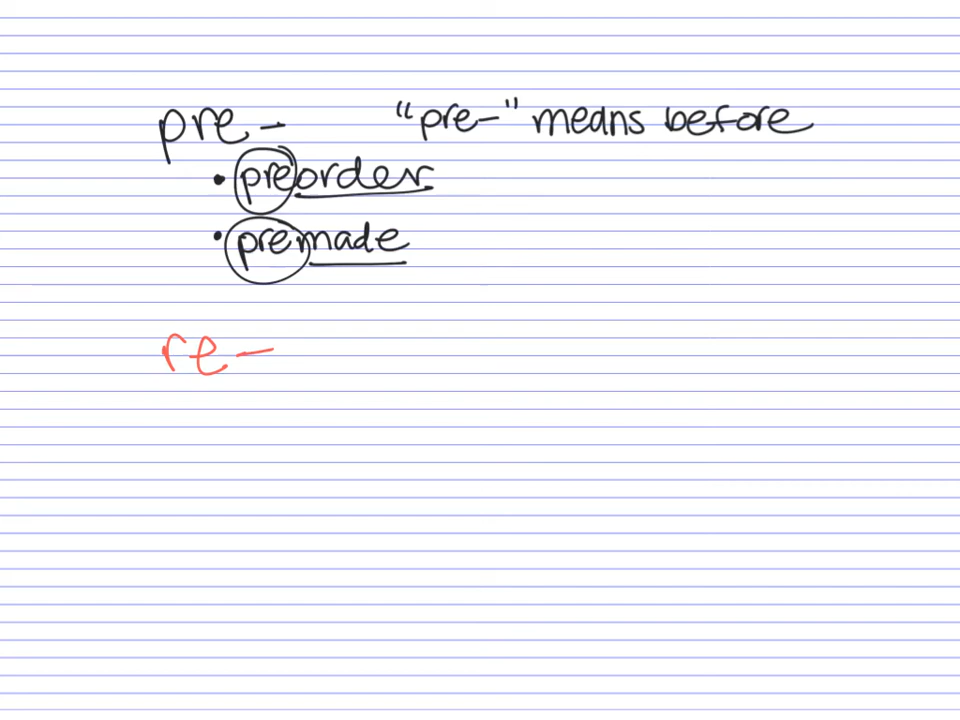 pre- "pre-" means before
• preorder
• premade
re-